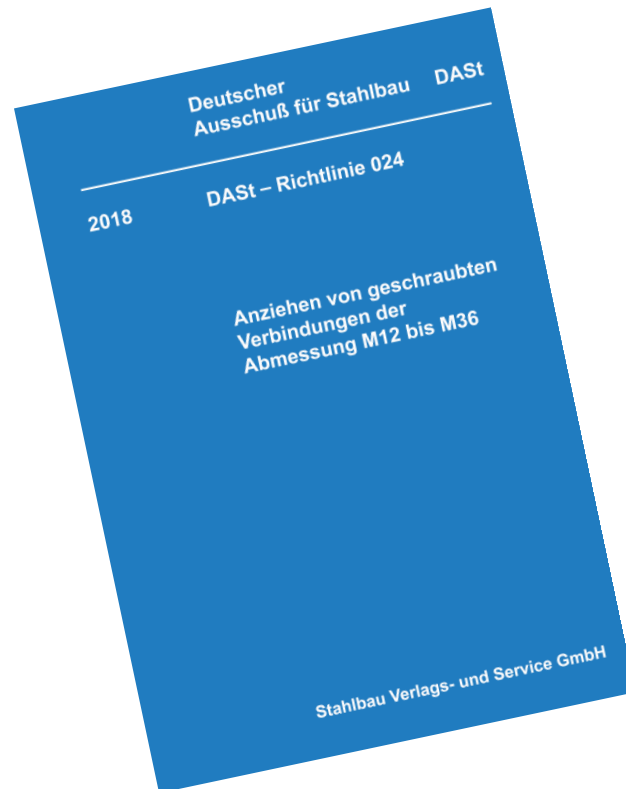 Deutscher
Ausschuß für Stahlbau DASt
2018 DASt – Richtlinie 024
Anziehen von geschraubten
Verbindungen der
Abmessung M12 bis M36
Stahlbau Verlags- und Service GmbH